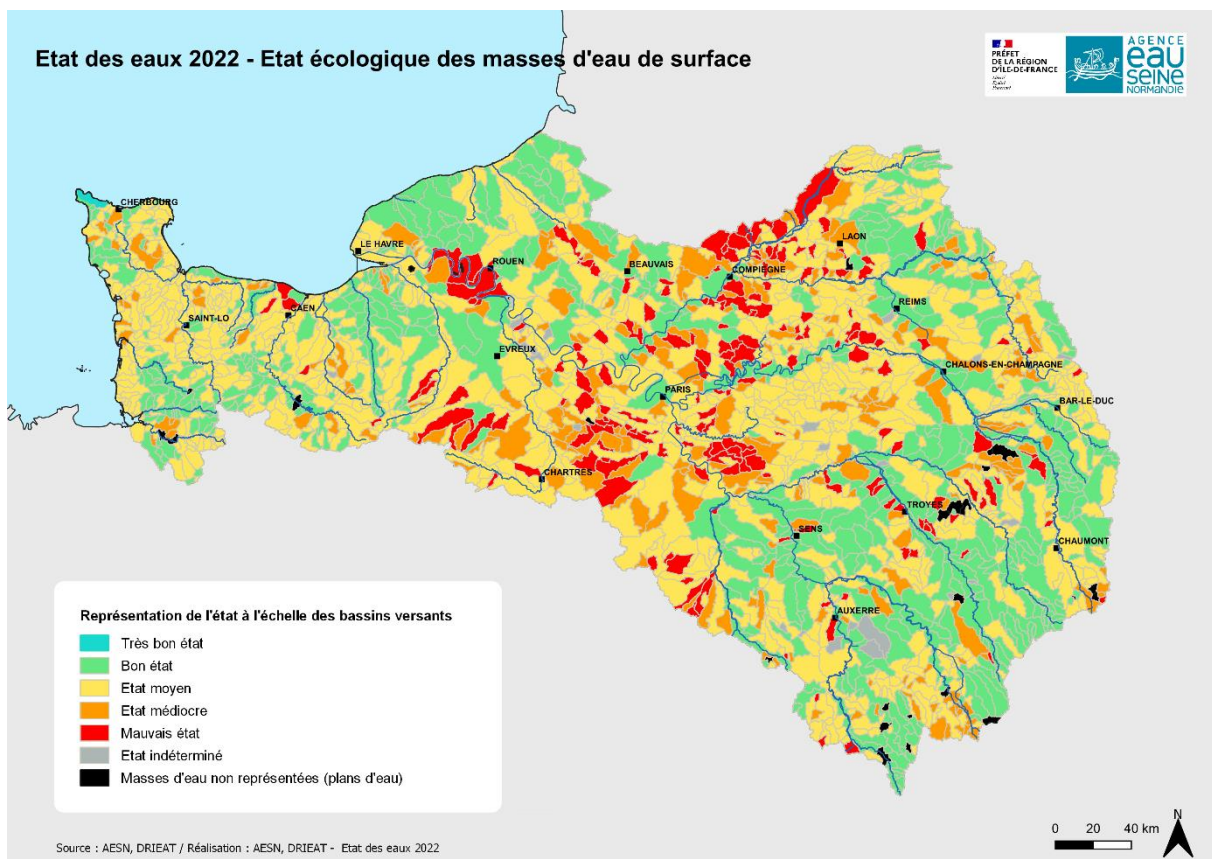 Etat des eaux 2022 - Etat écologique des masses d'eau de surface
PRÉFET
DE LA RÉGION
D'ÎLE-DE-FRANCE
Liberté
Égalité
Fraternité
AGENCE
eau
SEINE
NORMANDIE
CHERBOURG
LE HAVRE
ROUEN
BEAUVAIS
COMPIEGNE
LAON
REIMS
SAINT-LO
CAEN
EVREUX
PARIS
CHALONS-EN-CHAMPAGNE
BAR-LE-DUC
CHARTRES
TROYES
SENS
CHAUMONT
AUXERRE
Représentation de l'état à l'échelle des bassins versants
Très bon état
Bon état
Etat moyen
Etat médiocre
Mauvais état
Etat indéterminé
Masses d'eau non représentées (plans d'eau)
0 20 40 km
N
Source : AESN, DRIEAT / Réalisation : AESN, DRIEAT - Etat des eaux 2022